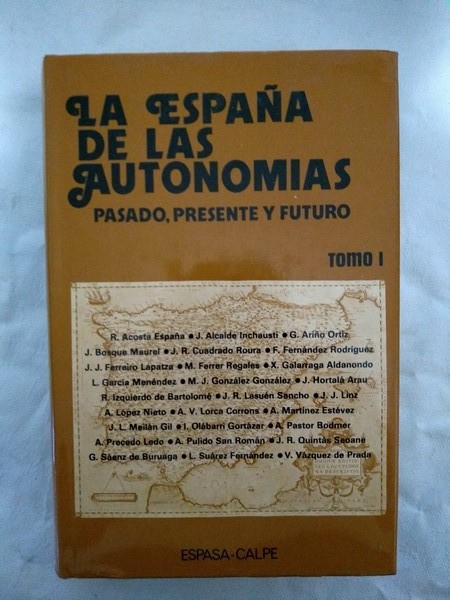 LA ESPAÑA
DE LAS
AUTONOMIAS
PASADO, PRESENTE Y FUTURO
TOMO I
R. Acosta España ● J. Alcaide Inchausti ● G. Ariño Ortiz
J. Bosque Maurel ● J. R. Cuadrado Roura ● F. Fernández Rodríguez
J. J. Ferreiro Lapatza ● M. Ferrer Regales ● X. Galarraga Aldanondo
L. García Menéndez ● M. J. González González ● J. Hortalá Arau
R. Izquierdo de Bartolomé ● J. R. Lasuén Sancho ● J. J. Linz
A. López Nieto ● A. V. Lorca Corrons ● A. Martínez Estévez
J. L. Meilán Gil ● I. Olábarri Gortázar ● A. Pastor Bodmer
A. Precedo Ledo ● A. Pulido San Román ● J. R. Quintás Seoane
G. Sáenz de Buruaga ● L. Suárez Fernández ● V. Vázquez de Prada
ESPASA-CALPE